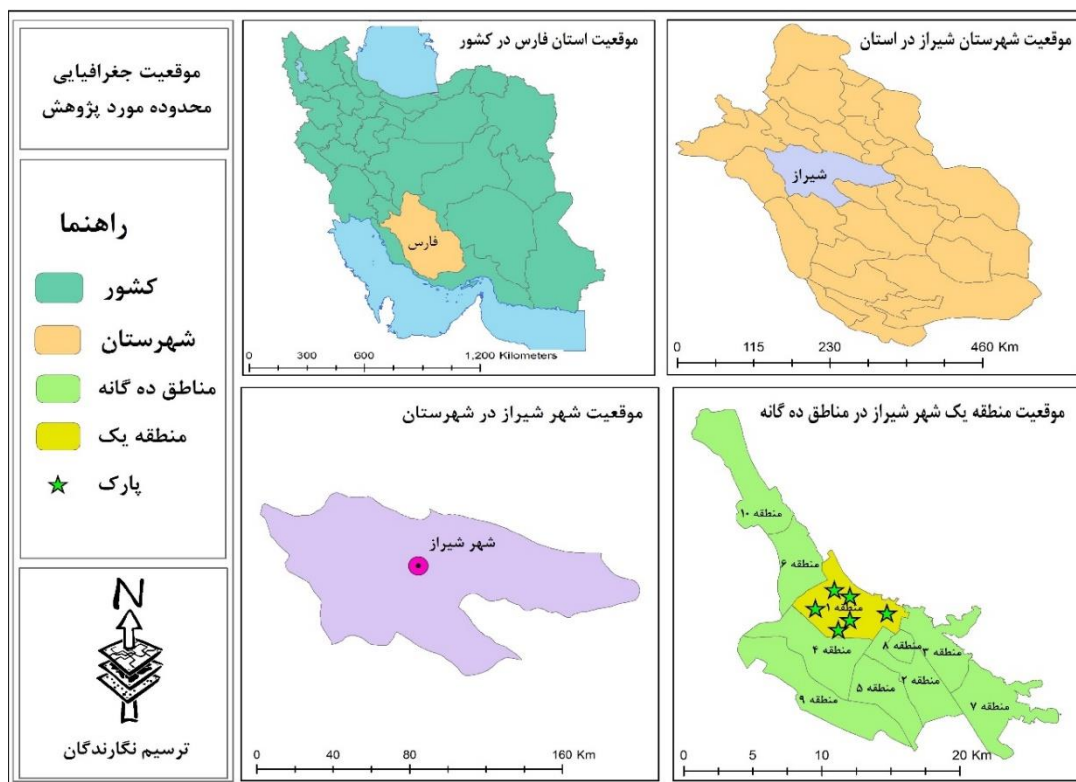 موقعیت جغرافیایی
محدوده مورد پژوهش
راهنما
کشور
شهرستان
مناطق ده گانه
منطقه یک
پارک
N
ترسیم نگارندگان
موقعیت استان فارس در کشور
فارس
0 300 600 1,200 Kilometers
موقعیت شهرستان شیراز در استان
شیراز
0 115 230 460 Km
موقعیت شهر شیراز در شهرستان
شهر شیراز
0 40 80 160 Km
موقعیت منطقه یک شهر شیراز در مناطق ده گانه
منطقه ۱۰
منطقه ۶
منطقه ۱
منطقه ۴
منطقه ۸
منطقه ۳
منطقه ۲
منطقه ۵
منطقه ۹
منطقه ۷
0 5 10 20 Km